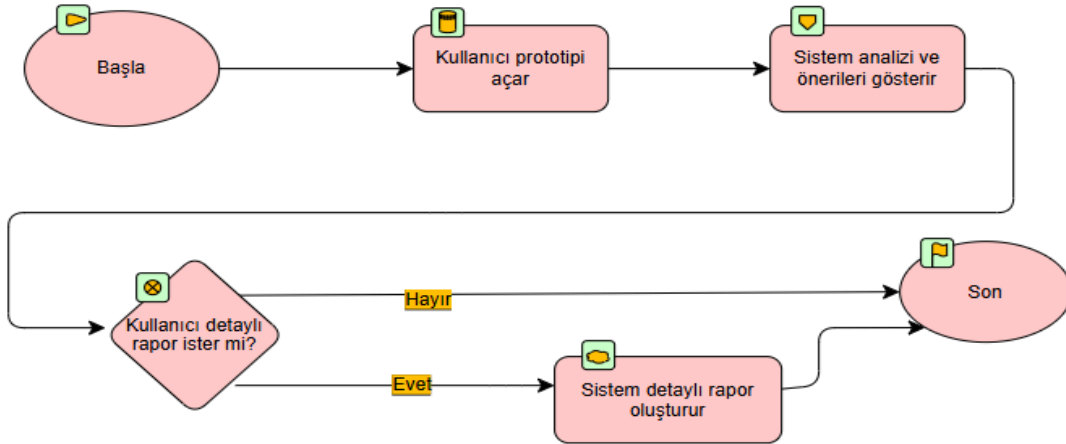 Başla
Kullanıcı prototipi
açar
Sistem analizi ve
önerileri gösterir
Kullanıcı detaylı
rapor ister mi?
Hayır
Son
Evet
Sistem detaylı rapor
oluşturur